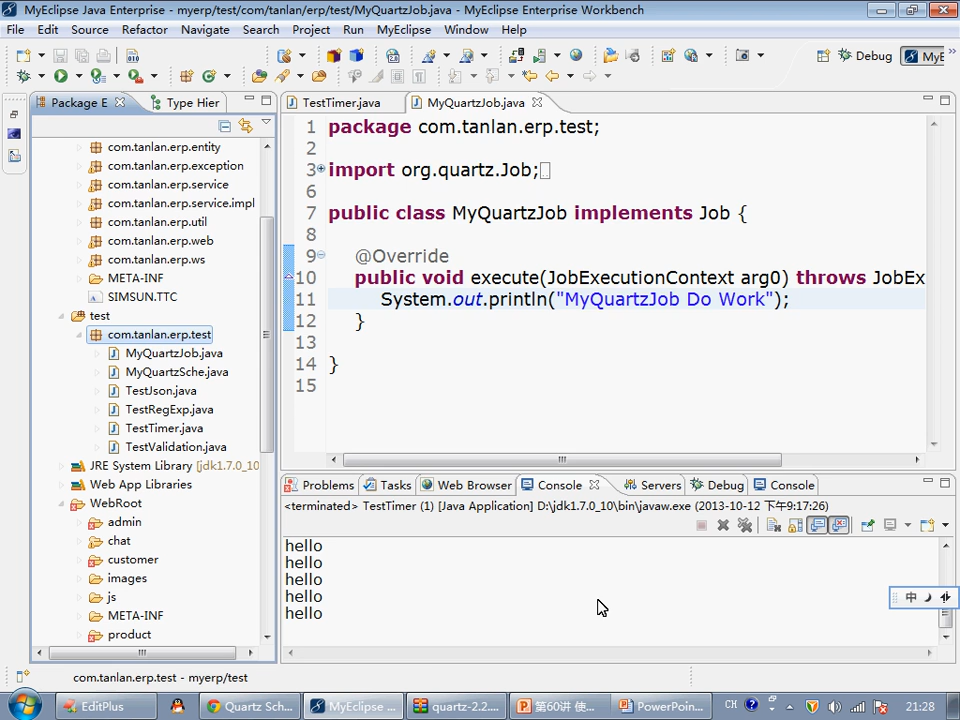 MyEclipse Java Enterprise - myerp/test/com/tanlan/erp/test/MyQuartzJob.java - MyEclipse Enterprise Workbench
File Edit Source Refactor Navigate Search Project Run MyEclipse Window Help
Debug MyE
Package E Type Hier
TestTimer.java MyQuartzJob.java
com.tanlan.erp.entity
com.tanlan.erp.exception
com.tanlan.erp.service
com.tanlan.erp.service.impl
com.tanlan.erp.util
com.tanlan.erp.web
com.tanlan.erp.ws
META-INF
SIMSUN.TTC
test
com.tanlan.erp.test
MyQuartzJob.java
MyQuartzSche.java
TestJson.java
TestRegExp.java
TestTimer.java
TestValidation.java
JRE System Library [jdk1.7.0_10
Web App Libraries
WebRoot
admin
chat
customer
images
js
META-INF
product
1 package com.tanlan.erp.test;
2
3 import org.quartz.Job;
6
7 public class MyQuartzJob implements Job {
8
9 @Override
10 public void execute(JobExecutionContext arg0) throws JobEx
11 System.out.println("MyQuartzJob Do Work");
12 }
13
14 }
15
Problems Tasks Web Browser Console Servers Debug Console
<terminated> TestTimer (1) [Java Application] D:\jdk1.7.0_10\bin\javaw.exe (2013-10-12 下午9:17:26)
hello
hello
hello
hello
hello
中
com.tanlan.erp.test - myerp/test
EditPlus Quartz Sch... MyEclipse ... quartz-2.2.... 第60讲 使... PowerPoin... CH 21:28